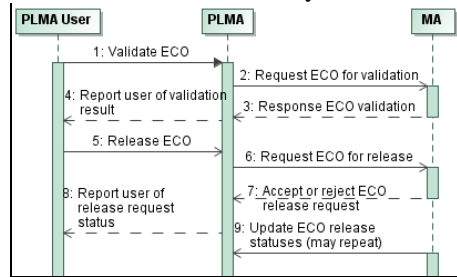 PLMA User
PLMA
MA
1: Validate ECO
2: Request ECO for validation
3: Response ECO validation
4: Report user of validation
result
5: Release ECO
6: Request ECO for release
7: Accept or reject ECO
release request
8: Report user of
release request
status
9: Update ECO release
statuses (may repeat)